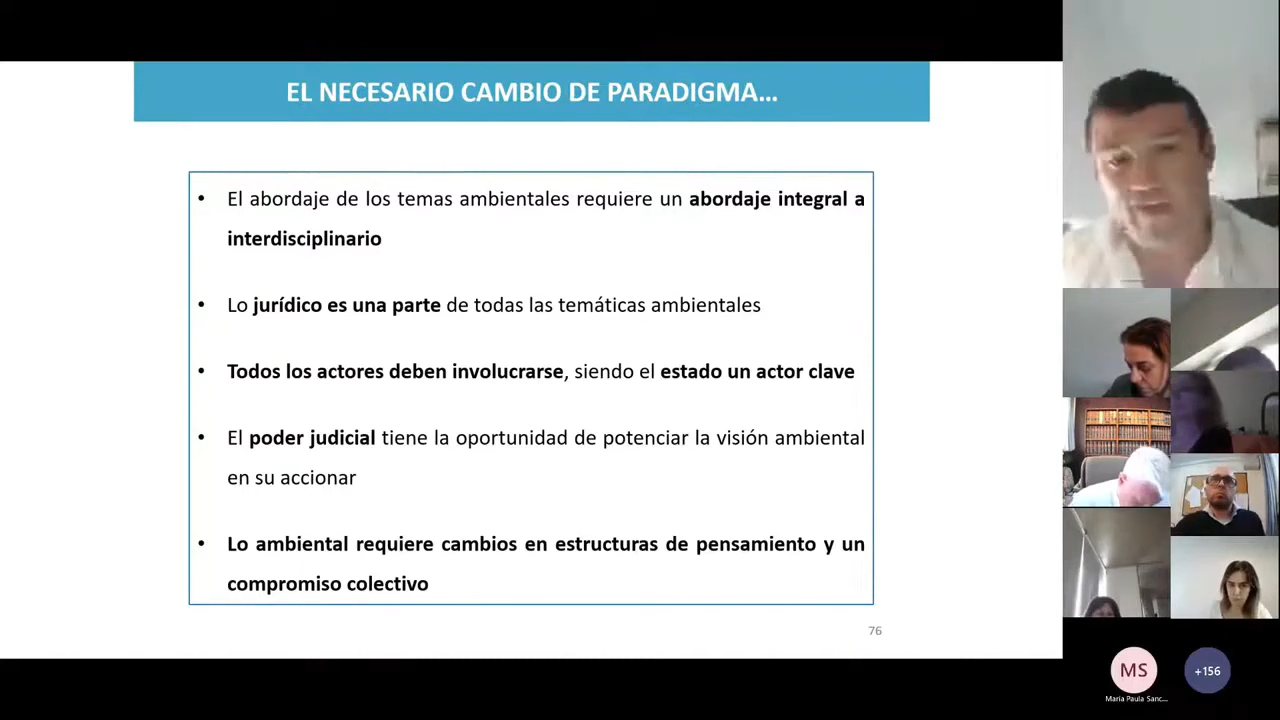 EL NECESARIO CAMBIO DE PARADIGMA...
• El abordaje de los temas ambientales requiere un abordaje integral a
interdisciplinario
• Lo jurídico es una parte de todas las temáticas ambientales
• Todos los actores deben involucrarse, siendo el estado un actor clave
• El poder judicial tiene la oportunidad de potenciar la visión ambiental
en su accionar
• Lo ambiental requiere cambios en estructuras de pensamiento y un
compromiso colectivo
76
MS
+156
Maria Paula Sanc...